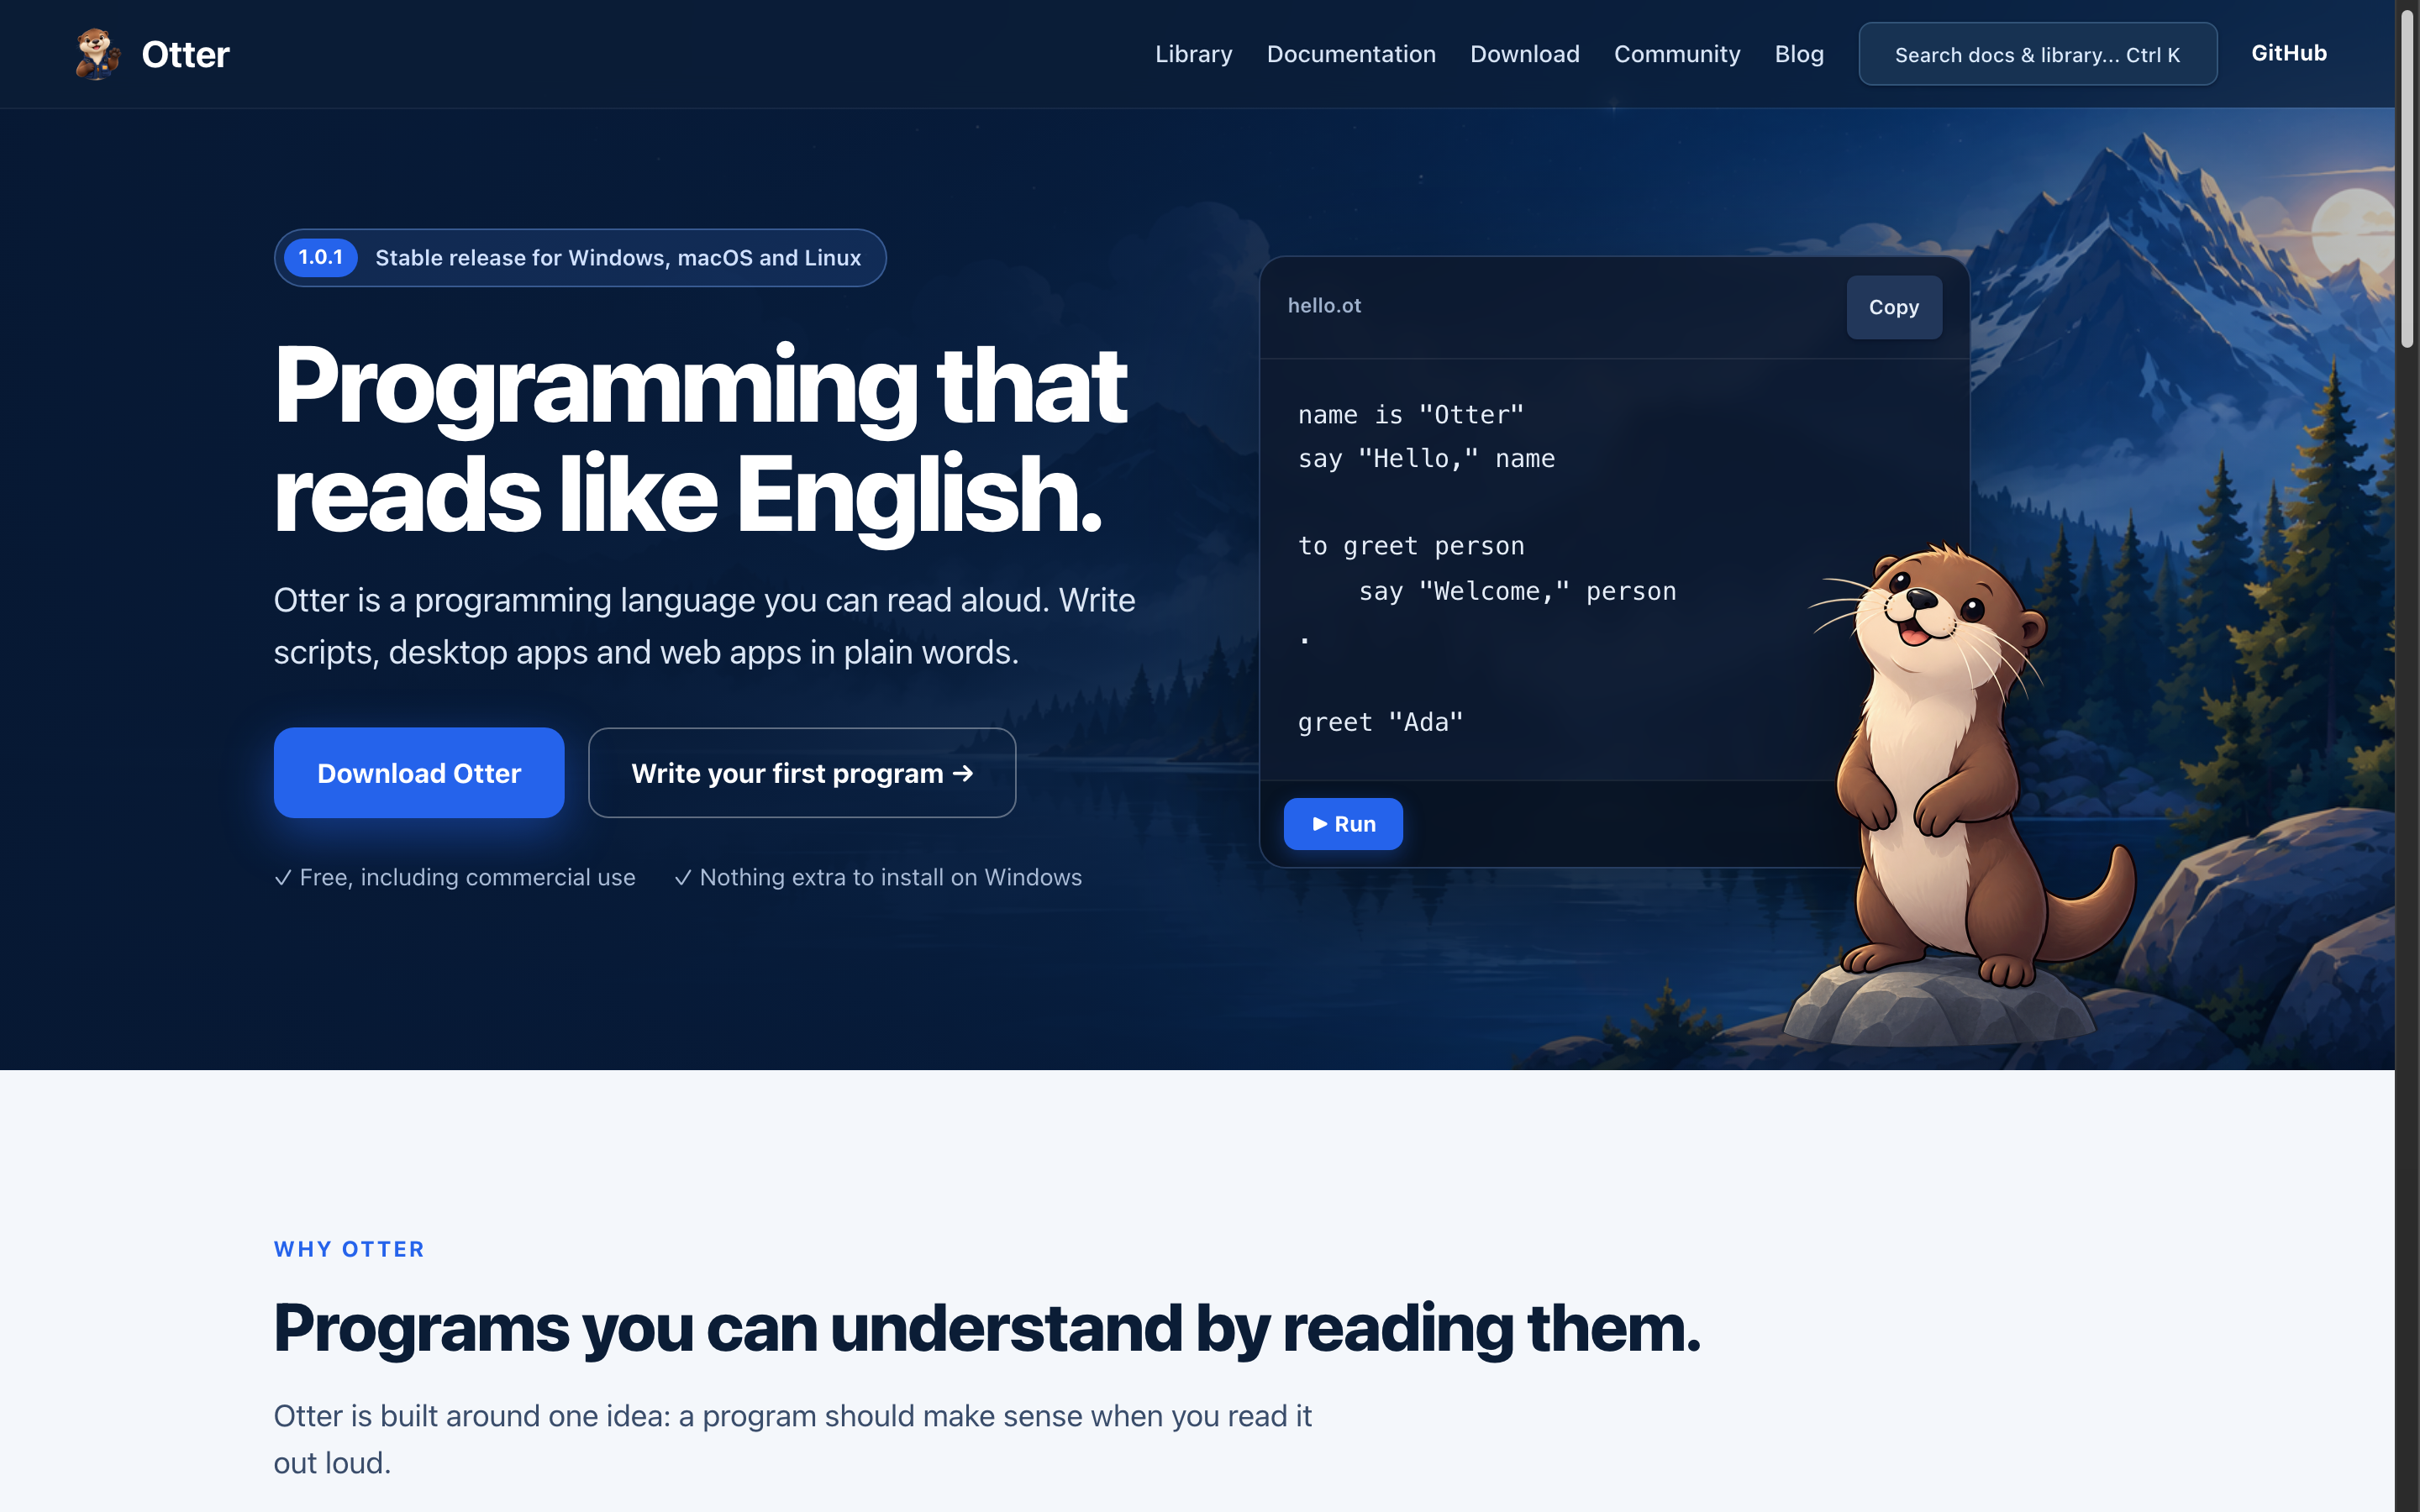 Otter
Library
Documentation
Download
Community
Blog
Search docs & library... Ctrl K
GitHub
1.0.1 Stable release for Windows, macOS and Linux
Programming that
reads like English.
Otter is a programming language you can read aloud. Write
scripts, desktop apps and web apps in plain words.
Download Otter
Write your first program →
✓ Free, including commercial use
✓ Nothing extra to install on Windows
hello.ot
Copy
name is "Otter"
say "Hello," name
to greet person
    say "Welcome," person
.
greet "Ada"
▶ Run
WHY OTTER
Programs you can understand by reading them.
Otter is built around one idea: a program should make sense when you read it
out loud.